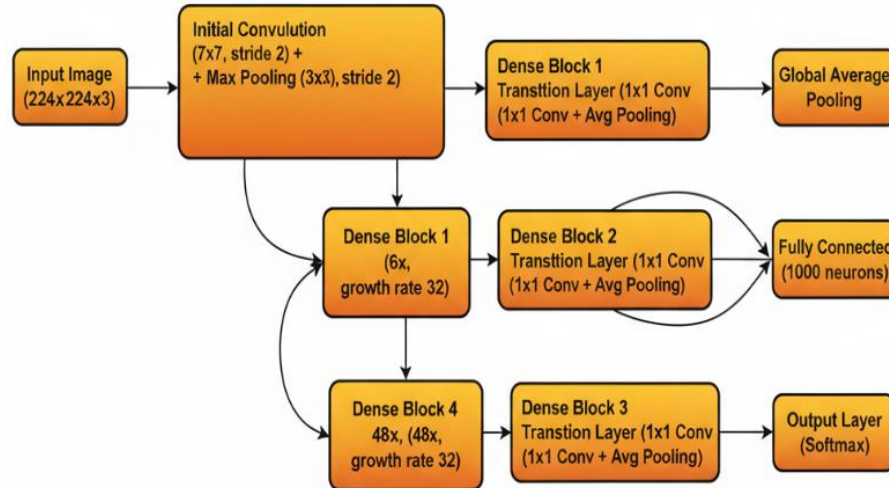 Input Image
(224x224x3)
Initial Convulution
(7x7, stride 2) +
+ Max Pooling (3x3), stride 2)
Dense Block 1
Transttion Layer (1x1 Conv
(1x1 Conv + Avg Pooling)
Global Average
Pooling
Dense Block 1
(6x,
growth rate 32)
Dense Block 2
Transttion Layer (1x1 Conv
(1x1 Conv + Avg Pooling)
Fully Connected
(1000 neurons)
Dense Block 4
48x, (48x,
growth rate 32)
Dense Block 3
Transtion Layer (1x1 Conv
(1x1 Conv + Avg Pooling)
Output Layer
(Softmax)